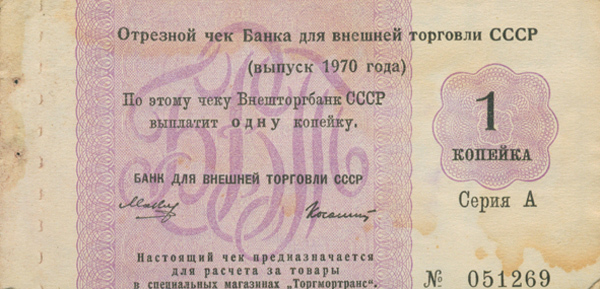 Отрезной чек Банка для внешней торговли СССР
(выпуск 1970 года)
По этому чеку Внешторгбанк СССР
выплатит одну копейку.
1
КОПЕЙКА
БАНК ДЛЯ ВНЕШНЕЙ ТОРГОВЛИ СССР
Серия А
Настоящий чек предназначается
для расчета за товары
в специальных магазинах "Торгмортранс".
№ 051269